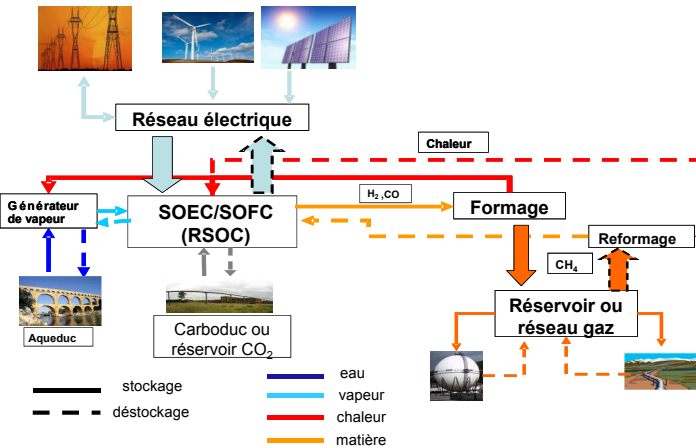 Réseau électrique
Chaleur
Générateur
de vapeur
SOEC/SOFC
(RSOC)
H2 ,CO
Formage
Reformage
CH4
Aqueduc
Carboduc ou
réservoir CO2
Réservoir ou
réseau gaz
stockage
déstockage
eau
vapeur
chaleur
matière